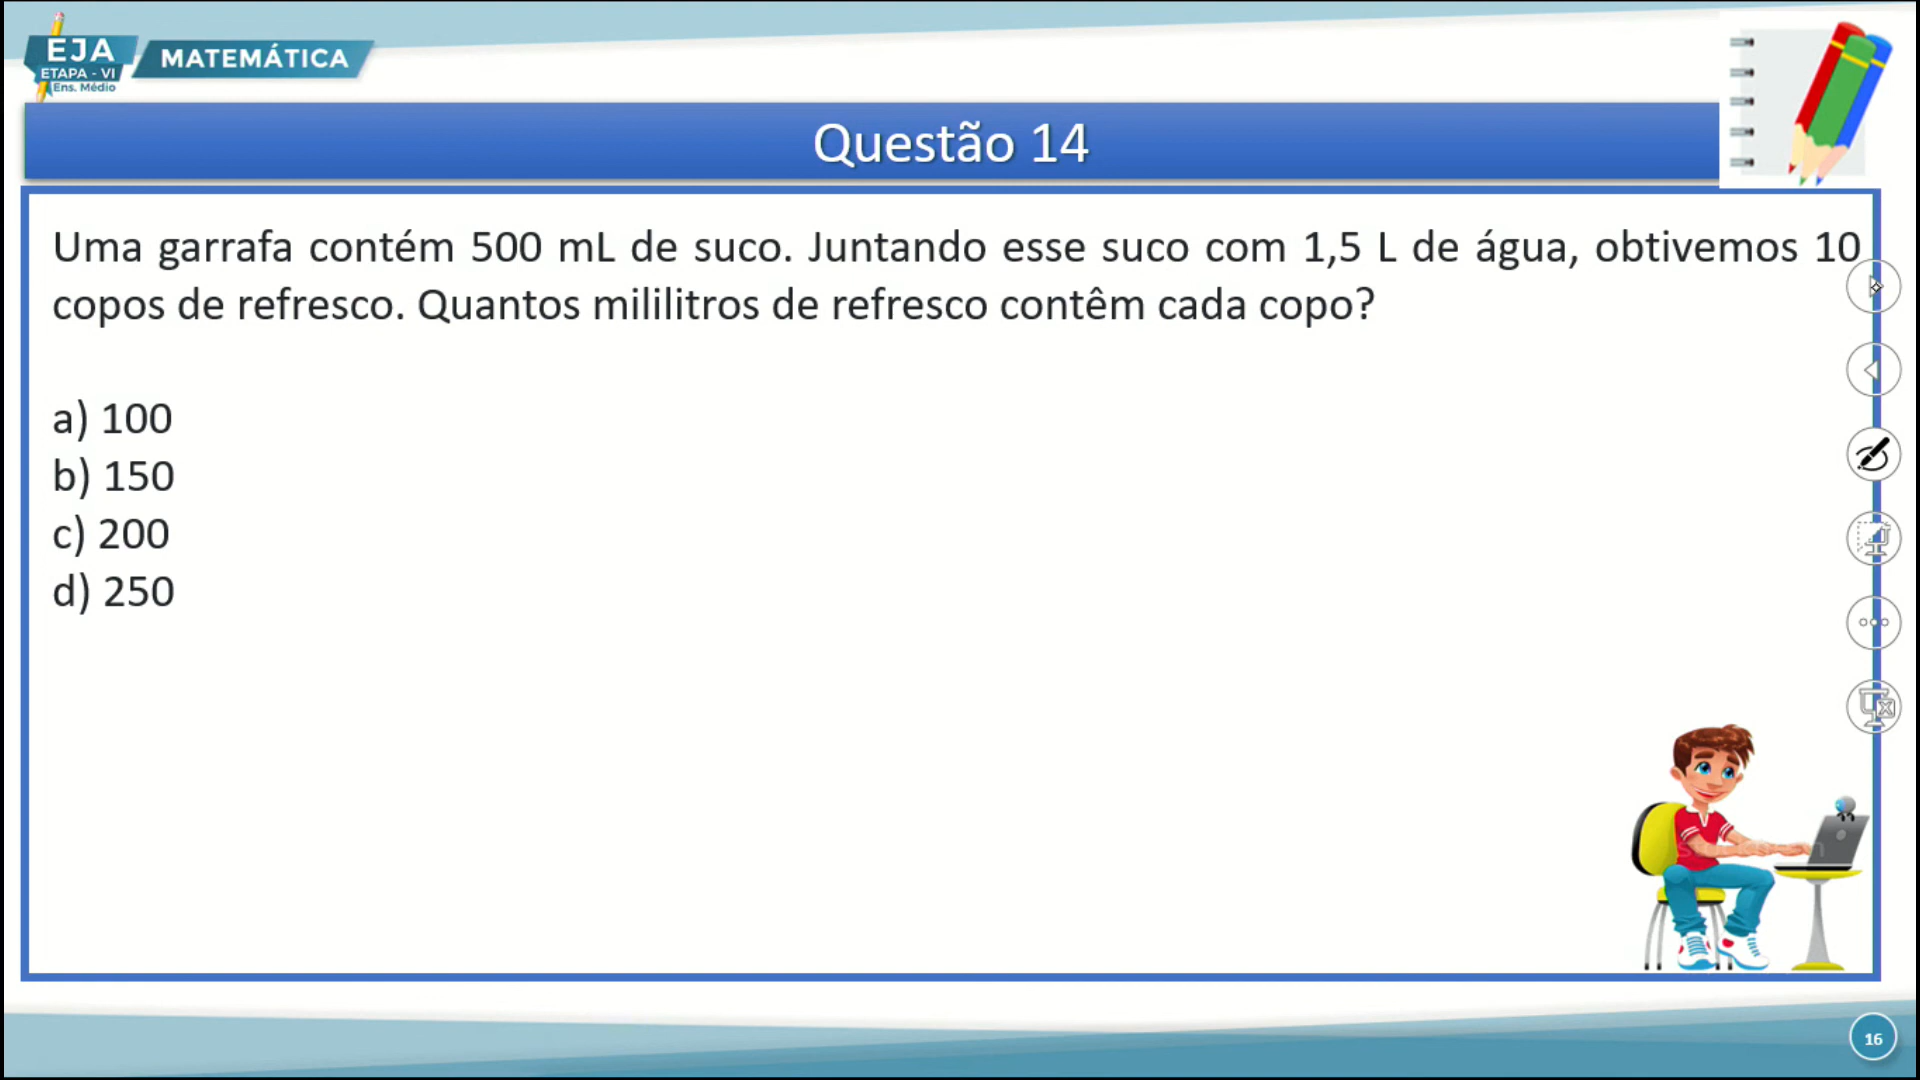 EJA
ETAPA - VI
Ens. Médio
MATEMÁTICA
Questão 14
Uma garrafa contém 500 mL de suco. Juntando esse suco com 1,5 L de água, obtivemos 10
copos de refresco. Quantos mililitros de refresco contêm cada copo?
a) 100
b) 150
c) 200
d) 250
16